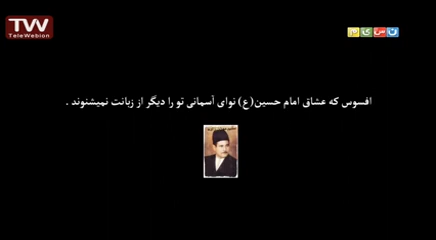 TVW
TeleWebion
ن س ی م
افسوس که عشاق امام حسین(ع) نوای آسمانی تو را دیگر از زبانت نمیشنوند .